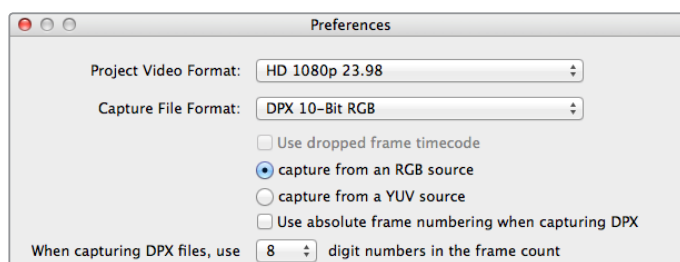 Preferences
Project Video Format: HD 1080p 23.98
Capture File Format: DPX 10-Bit RGB
Use dropped frame timecode
capture from an RGB source
capture from a YUV source
Use absolute frame numbering when capturing DPX
When capturing DPX files, use 8 digit numbers in the frame count